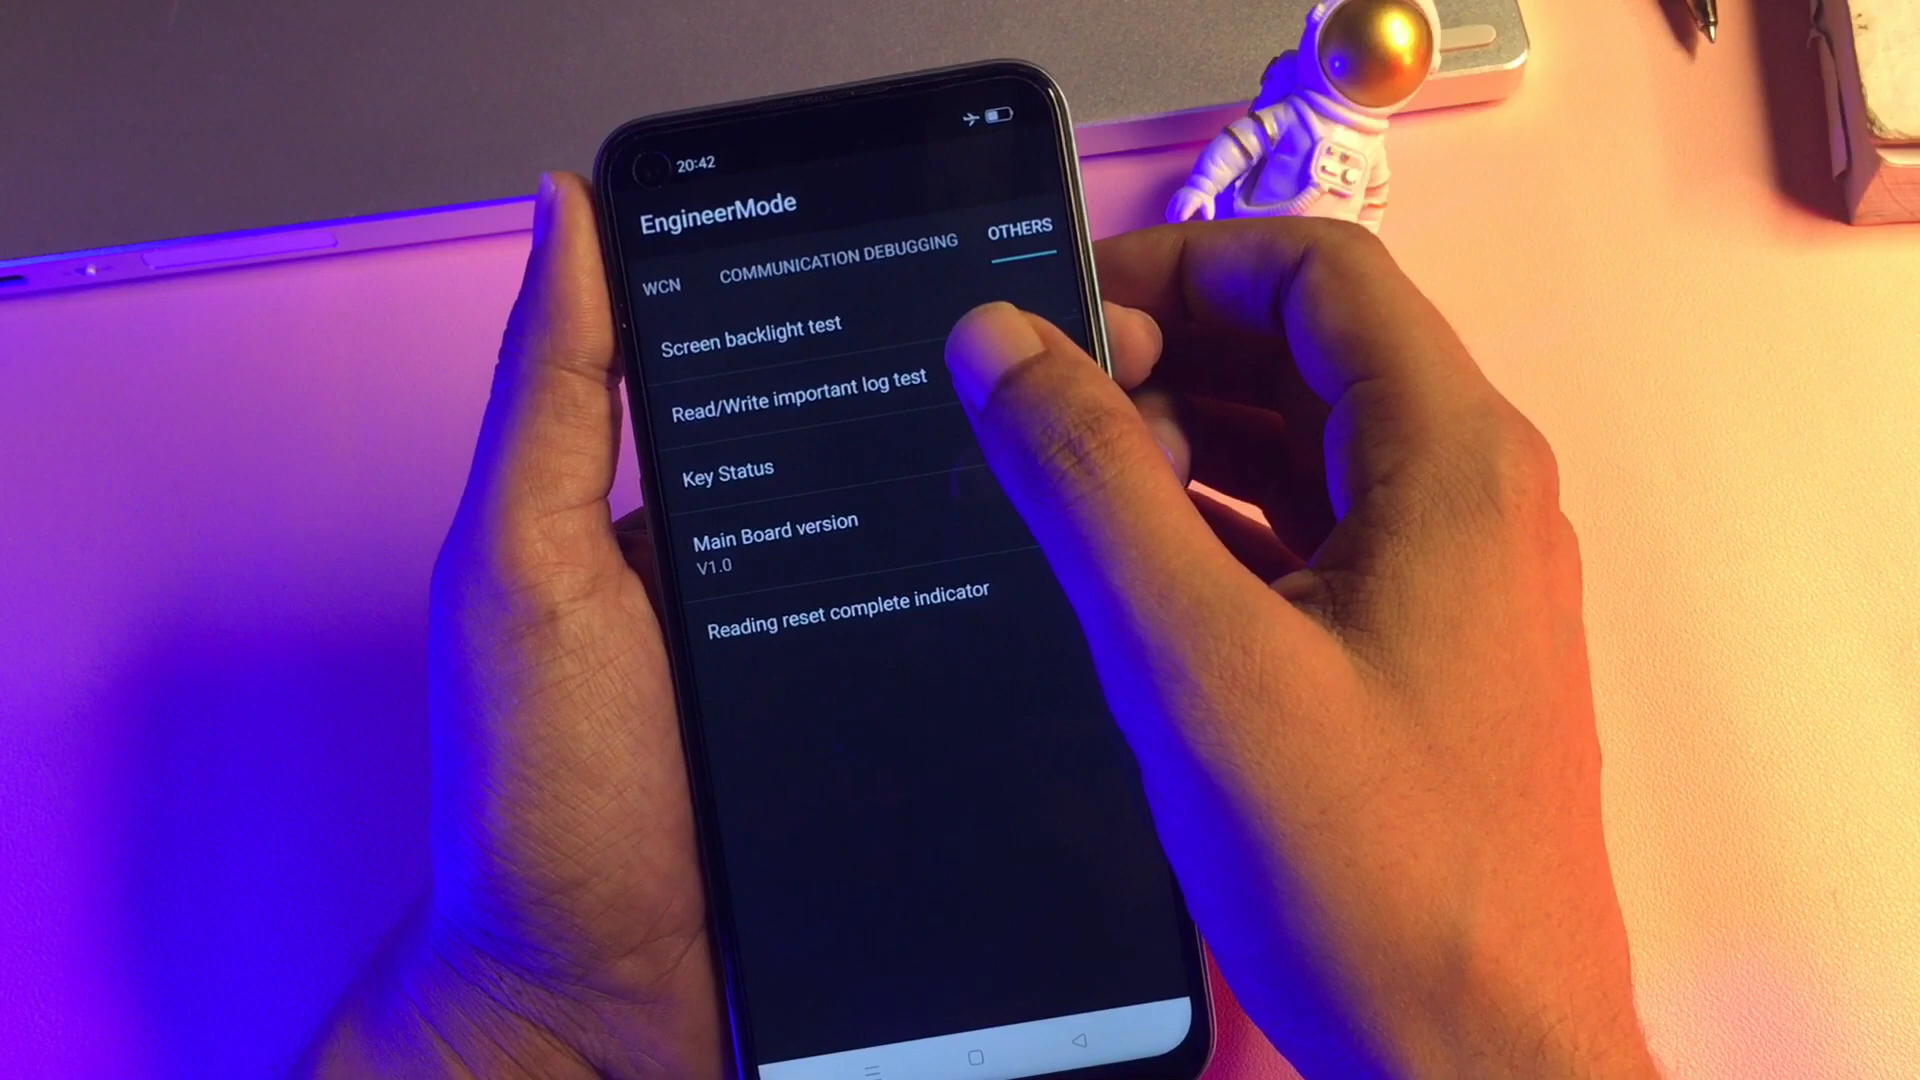 20:42
EngineerMode
WCN
COMMUNICATION DEBUGGING
OTHERS
Screen backlight test
Read/Write important log test
Key Status
Main Board version
V1.0
Reading reset complete indicator